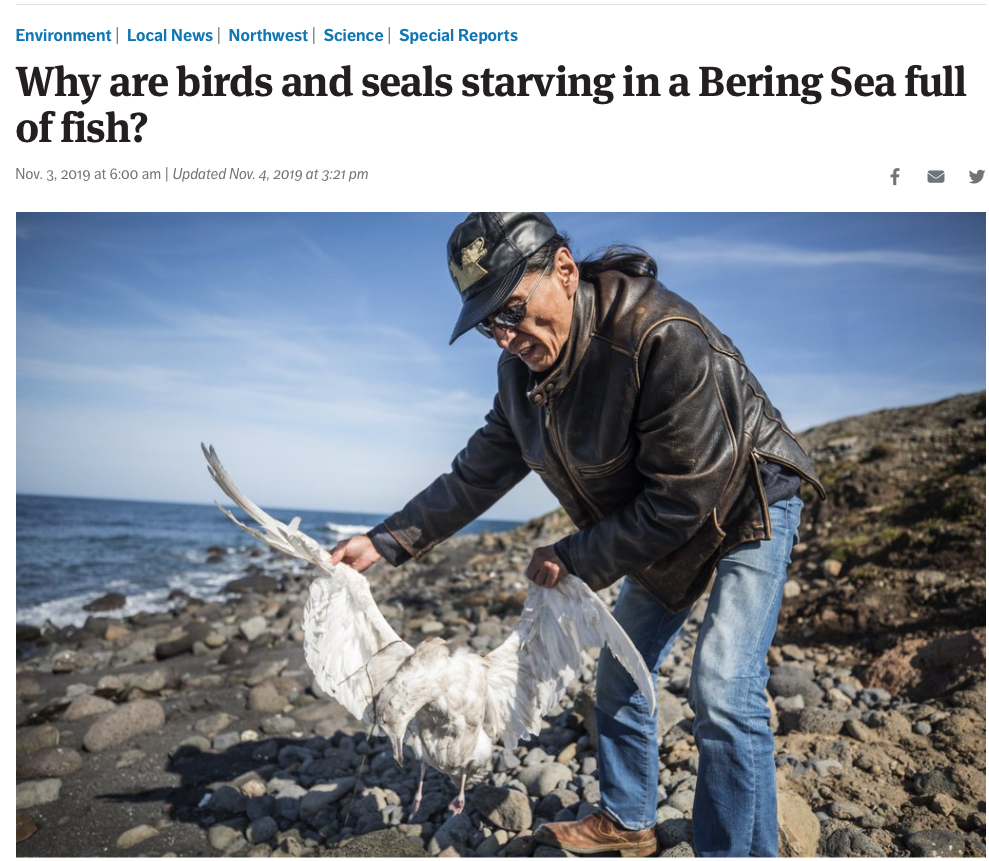 Environment | Local News | Northwest | Science | Special Reports
Why are birds and seals starving in a Bering Sea full
of fish?
Nov. 3, 2019 at 6:00 am | Updated Nov. 4, 2019 at 3:21 pm